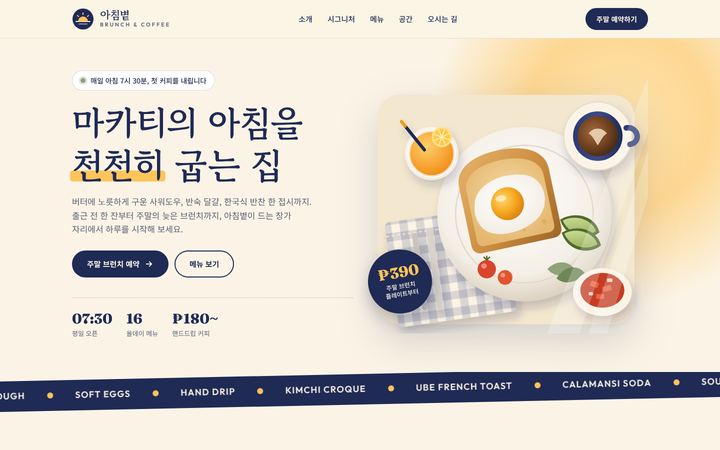 아침볕
BRUNCH & COFFEE
소개 시그니처 메뉴 공간 오시는 길
주말 예약하기
매일 아침 7시 30분, 첫 커피를 내립니다
마카티의 아침을
천천히 굽는 집
버터에 노릇하게 구운 사워도우, 반숙 달걀, 한국식 반찬 한 접시까지.
출근 전 한 잔부터 주말의 늦은 브런치까지, 아침볕이 드는 창가
자리에서 하루를 시작해 보세요.
주말 브런치 예약 →
메뉴 보기
₱390
주말 브런치
플레이트부터
07:30 16 ₱180~
평일 오픈 올데이 메뉴 핸드드립 커피
OUGH SOFT EGGS HAND DRIP KIMCHI CROQUE UBE FRENCH TOAST CALAMANSI SODA SOU